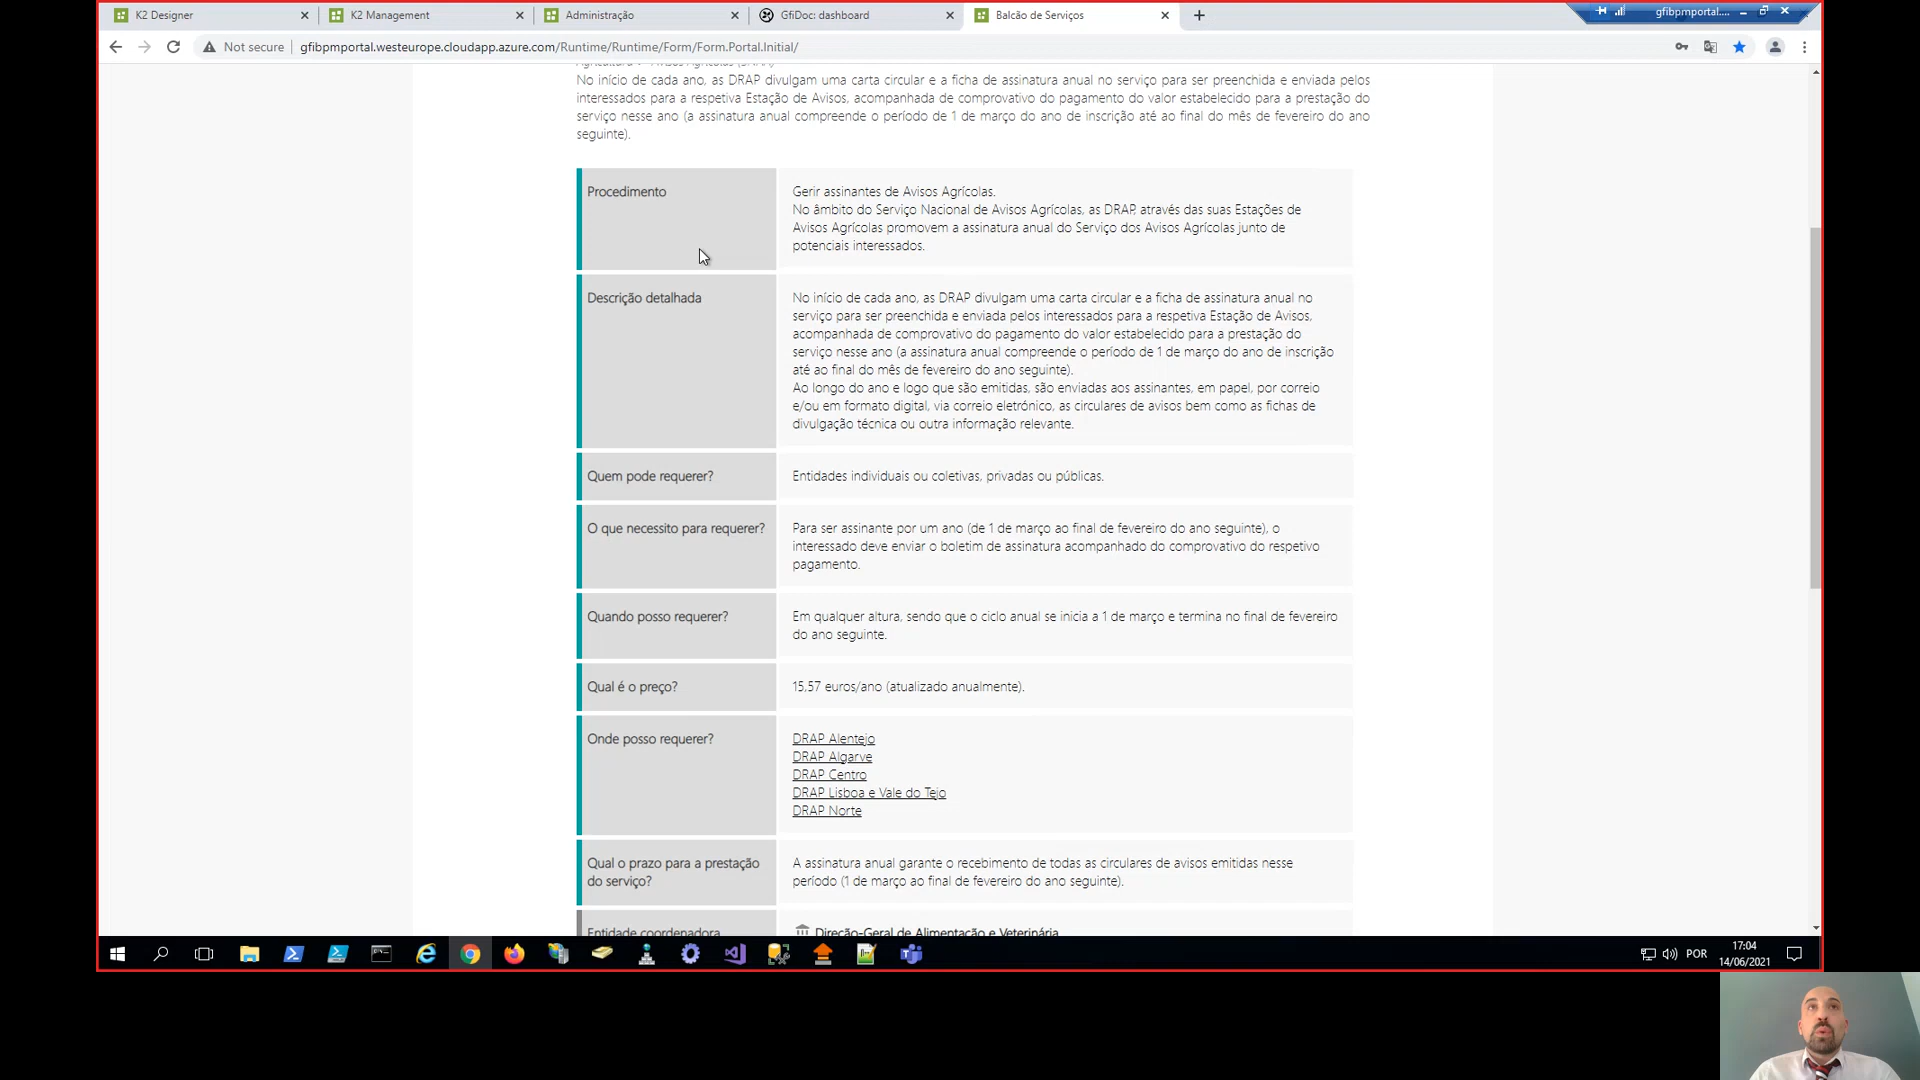 K2 Designer
K2 Management
Administração
GfiDoc: dashboard
Balcão de Serviços
gfibpmportal....
Not secure
gfibpmportal.westeurope.cloudapp.azure.com/Runtime/Runtime/Form/Form.Portal.Initial/
No início de cada ano, as DRAP divulgam uma carta circular e a ficha de assinatura anual no serviço para ser preenchida e enviada pelos
interessados para a respetiva Estação de Avisos, acompanhada de comprovativo do pagamento do valor estabelecido para a prestação do
serviço nesse ano (a assinatura anual compreende o período de 1 de março do ano de inscrição até ao final do mês de fevereiro do ano
seguinte).
Procedimento
Gerir assinantes de Avisos Agrícolas.
No âmbito do Serviço Nacional de Avisos Agrícolas, as DRAP, através das suas Estações de
Avisos Agrícolas promovem a assinatura anual do Serviço dos Avisos Agrícolas junto de
potenciais interessados.
Descrição detalhada
No início de cada ano, as DRAP divulgam uma carta circular e a ficha de assinatura anual no
serviço para ser preenchida e enviada pelos interessados para a respetiva Estação de Avisos,
acompanhada de comprovativo do pagamento do valor estabelecido para a prestação do
serviço nesse ano (a assinatura anual compreende o período de 1 de março do ano de inscrição
até ao final do mês de fevereiro do ano seguinte).
Ao longo do ano e logo que são emitidas, são enviadas aos assinantes, em papel, por correio
e/ou em formato digital, via correio eletrónico, as circulares de avisos bem como as fichas de
divulgação técnica ou outra informação relevante.
Quem pode requerer?
Entidades individuais ou coletivas, privadas ou públicas.
O que necessito para requerer?
Para ser assinante por um ano (de 1 de março ao final de fevereiro do ano seguinte), o
interessado deve enviar o boletim de assinatura acompanhado do comprovativo do respetivo
pagamento.
Quando posso requerer?
Em qualquer altura, sendo que o ciclo anual se inicia a 1 de março e termina no final de fevereiro
do ano seguinte.
Qual é o preço?
15,57 euros/ano (atualizado anualmente).
Onde posso requerer?
DRAP Alentejo
DRAP Algarve
DRAP Centro
DRAP Lisboa e Vale do Tejo
DRAP Norte
Qual o prazo para a prestação
do serviço?
A assinatura anual garante o recebimento de todas as circulares de avisos emitidas nesse
período (1 de março ao final de fevereiro do ano seguinte).
Entidade coordenadora
Direção-Geral de Alimentação e Veterinária
POR
17:04
14/06/2021